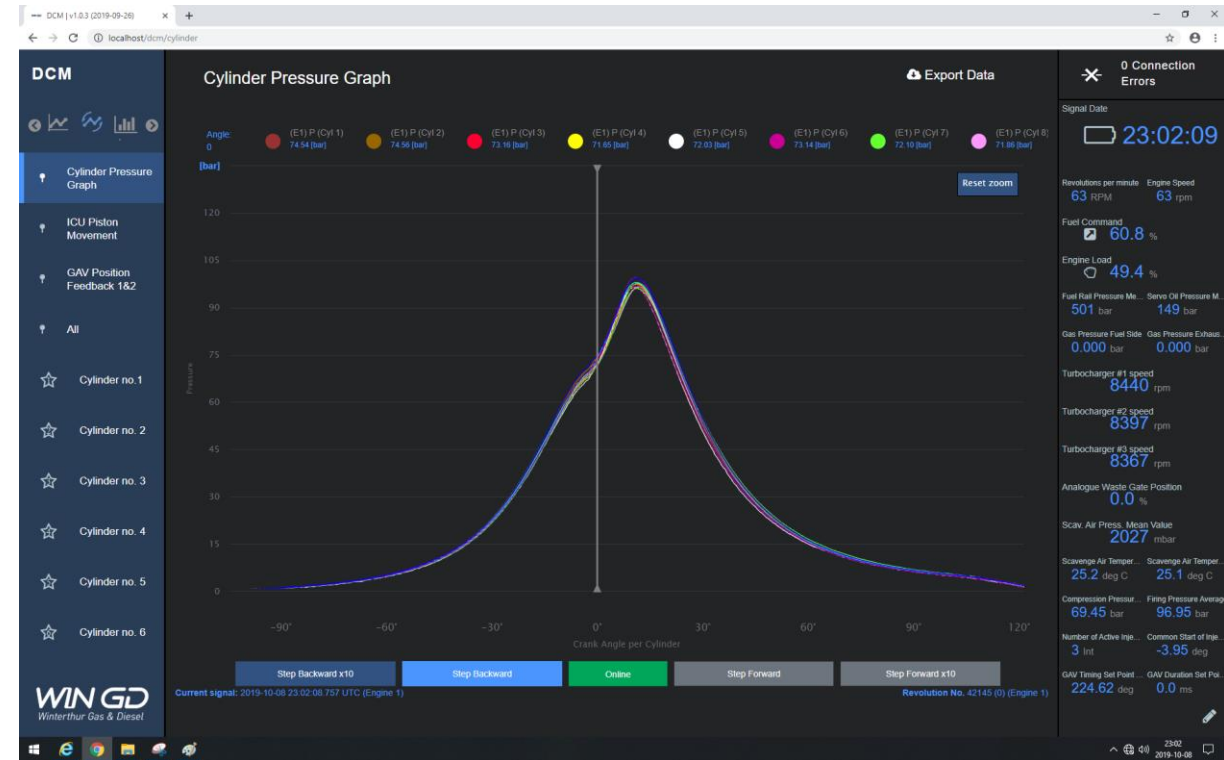 DCM | v1.0.3 (2019-09-26)
localhost/dcm/cylinder
DCM
Cylinder Pressure Graph
Export Data
0 Connection
Errors
Cylinder Pressure
Graph
ICU Piston
Movement
GAV Position
Feedback 1&2
All
Cylinder no.1
Cylinder no. 2
Cylinder no. 3
Cylinder no. 4
Cylinder no. 5
Cylinder no. 6
WIN GD
Winterthur Gas & Diesel
Angle:
0
(E1) P (Cyl 1)
74.54 [bar]
(E1) P (Cyl 2)
74.56 [bar]
(E1) P (Cyl 3)
73.16 [bar]
(E1) P (Cyl 4)
71.65 [bar]
(E1) P (Cyl 5)
72.03 [bar]
(E1) P (Cyl 6)
73.14 [bar]
(E1) P (Cyl 7)
72.10 [bar]
(E1) P (Cyl 8)
71.86 [bar]
[bar]
Reset zoom
120
105
90
75
60
45
30
15
0
Pressure
-90° -60° -30° 0° 30° 60° 90° 120°
Crank Angle per Cylinder
Step Backward x10 Step Backward Online Step Forward Step Forward x10
Current signal: 2019-10-08 23:02:08.757 UTC (Engine 1) Revolution No. 42145 (0) (Engine 1)
Signal Date
23:02:09
Revolutions per minute Engine Speed
63 RPM 63 rpm
Fuel Command
60.8 %
Engine Load
49.4 %
Fuel Rail Pressure Me... Servo Oil Pressure M...
501 bar 149 bar
Gas Pressure Fuel Side Gas Pressure Exhaus...
0.000 bar 0.000 bar
Turbocharger #1 speed
8440 rpm
Turbocharger #2 speed
8397 rpm
Turbocharger #3 speed
8367 rpm
Analogue Waste Gate Position
0.0 %
Scav. Air Press. Mean Value
2027 mbar
Scavenge Air Temper... Scavenge Air Temper...
25.2 deg C 25.1 deg C
Compression Pressur... Firing Pressure Average
69.45 bar 96.95 bar
Number of Active Inje... Common Start of Inje...
3 Int -3.95 deg
GAV Timing Set Point ... GAV Duration Set Poi...
224.62 deg 0.0 ms
23:02
2019-10-08